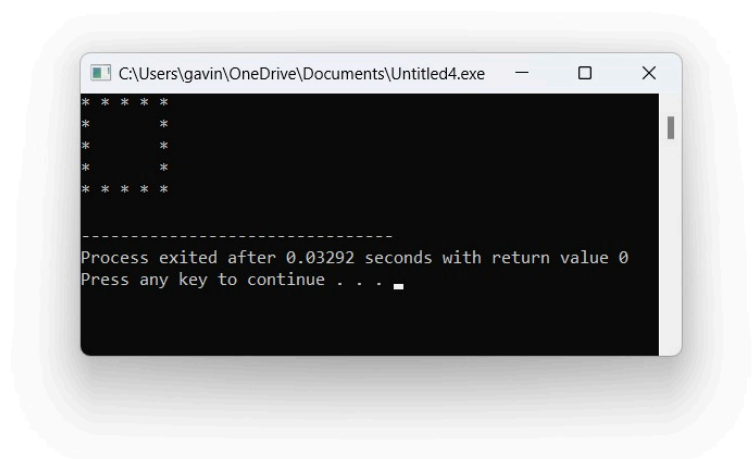 C:\Users\gavin\OneDrive\Documents\Untitled4.exe
* * * * *
*       *
*       *
*       *
* * * * *
--------------------------------
Process exited after 0.03292 seconds with return value 0
Press any key to continue . . .